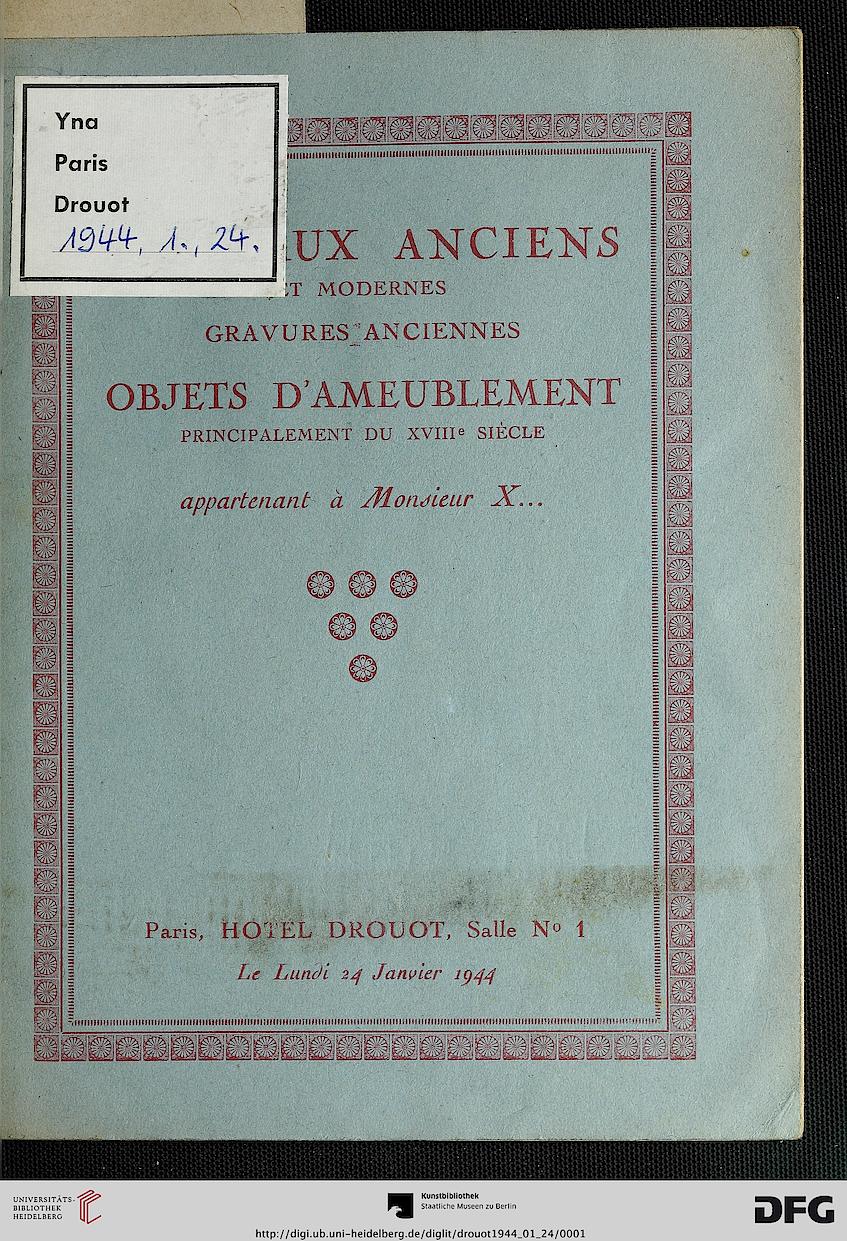 Yna
Paris
Drouot
1944, 1., 24.
UX ANCIENS
ET MODERNES
GRAVURES ANCIENNES
OBJETS D'AMEUBLEMENT
PRINCIPALEMENT DU XVIIIe SIÈCLE
appartenant à Monsieur X...
Paris, HOTEL DROUOT, Salle No 1
Le Lundi 24 Janvier 1944
UNIVERSITÄTS-
BIBLIOTHEK
HEIDELBERG
Kunstbibliothek
Staatliche Museen zu Berlin
DFG
http://digi.ub.uni-heidelberg.de/diglit/drouot1944_01_24/0001